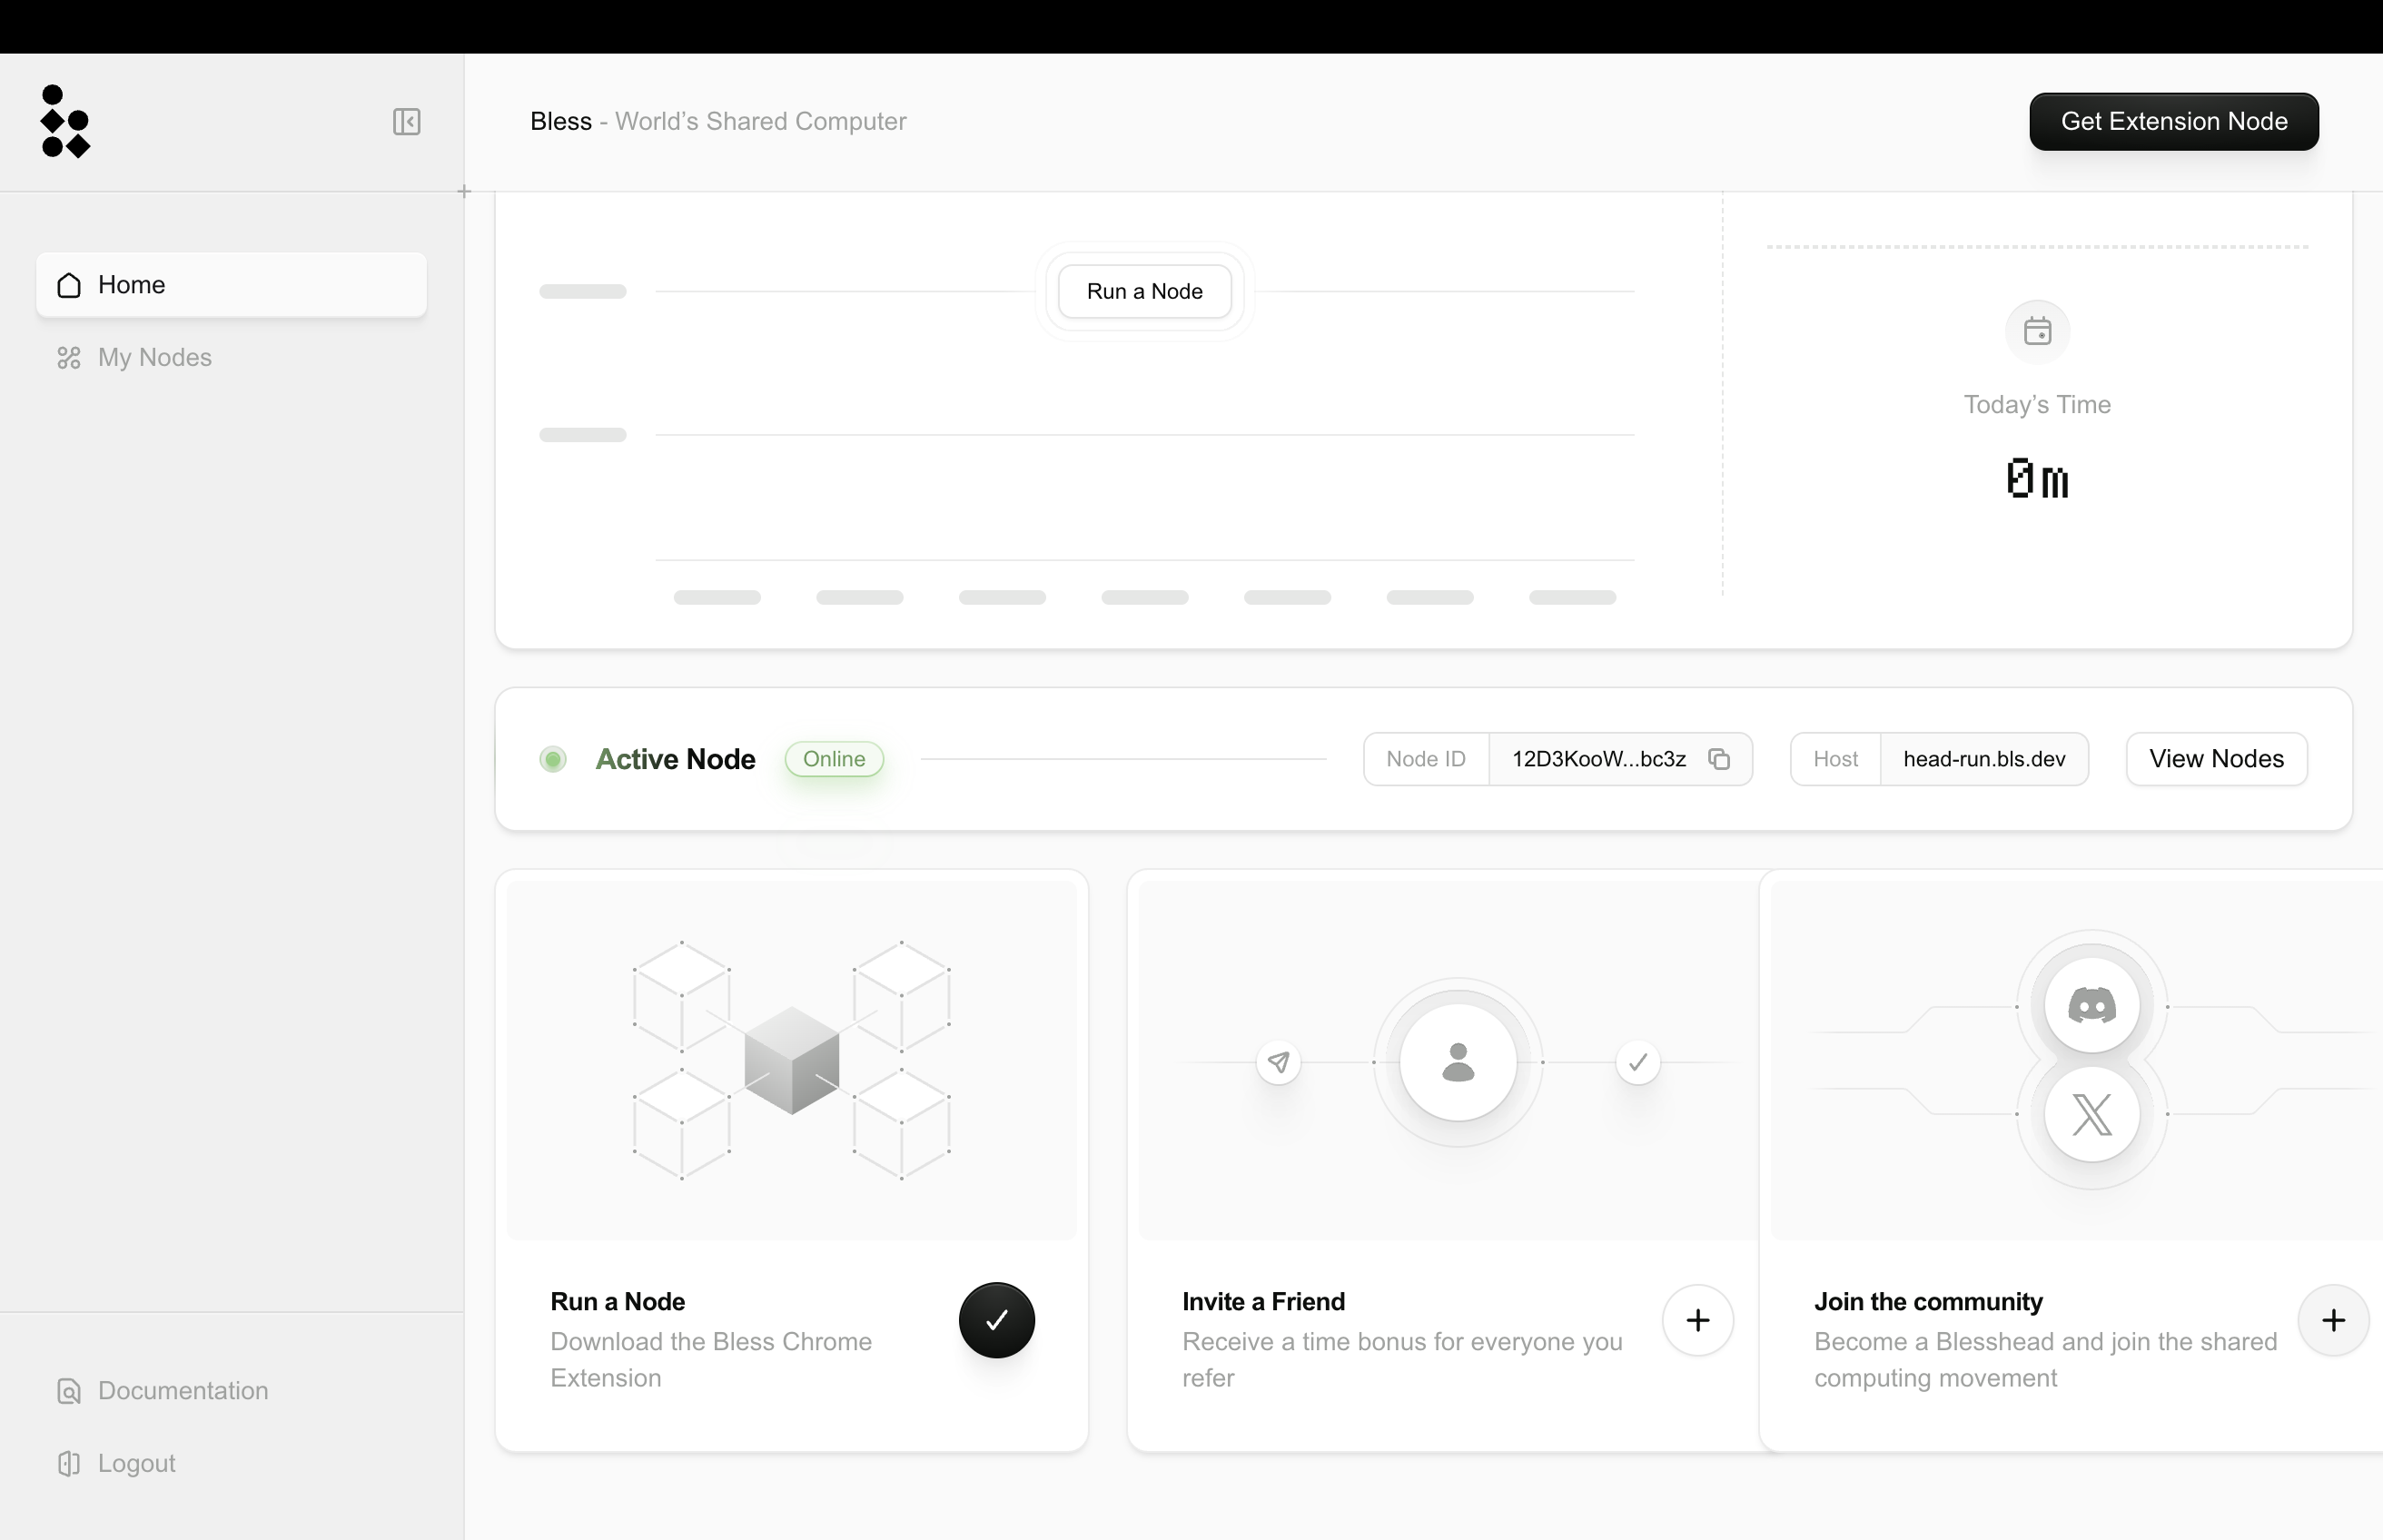 Bless - World’s Shared Computer
Get Extension Node
Home
My Nodes
Run a Node
Today’s Time
0m
Active Node
Online
Node ID
12D3KooW...bc3z
Host
head-run.bls.dev
View Nodes
Run a Node
Download the Bless Chrome
Extension
Invite a Friend
Receive a time bonus for everyone you
refer
Join the community
Become a Blesshead and join the shared
computing movement
Documentation
Logout